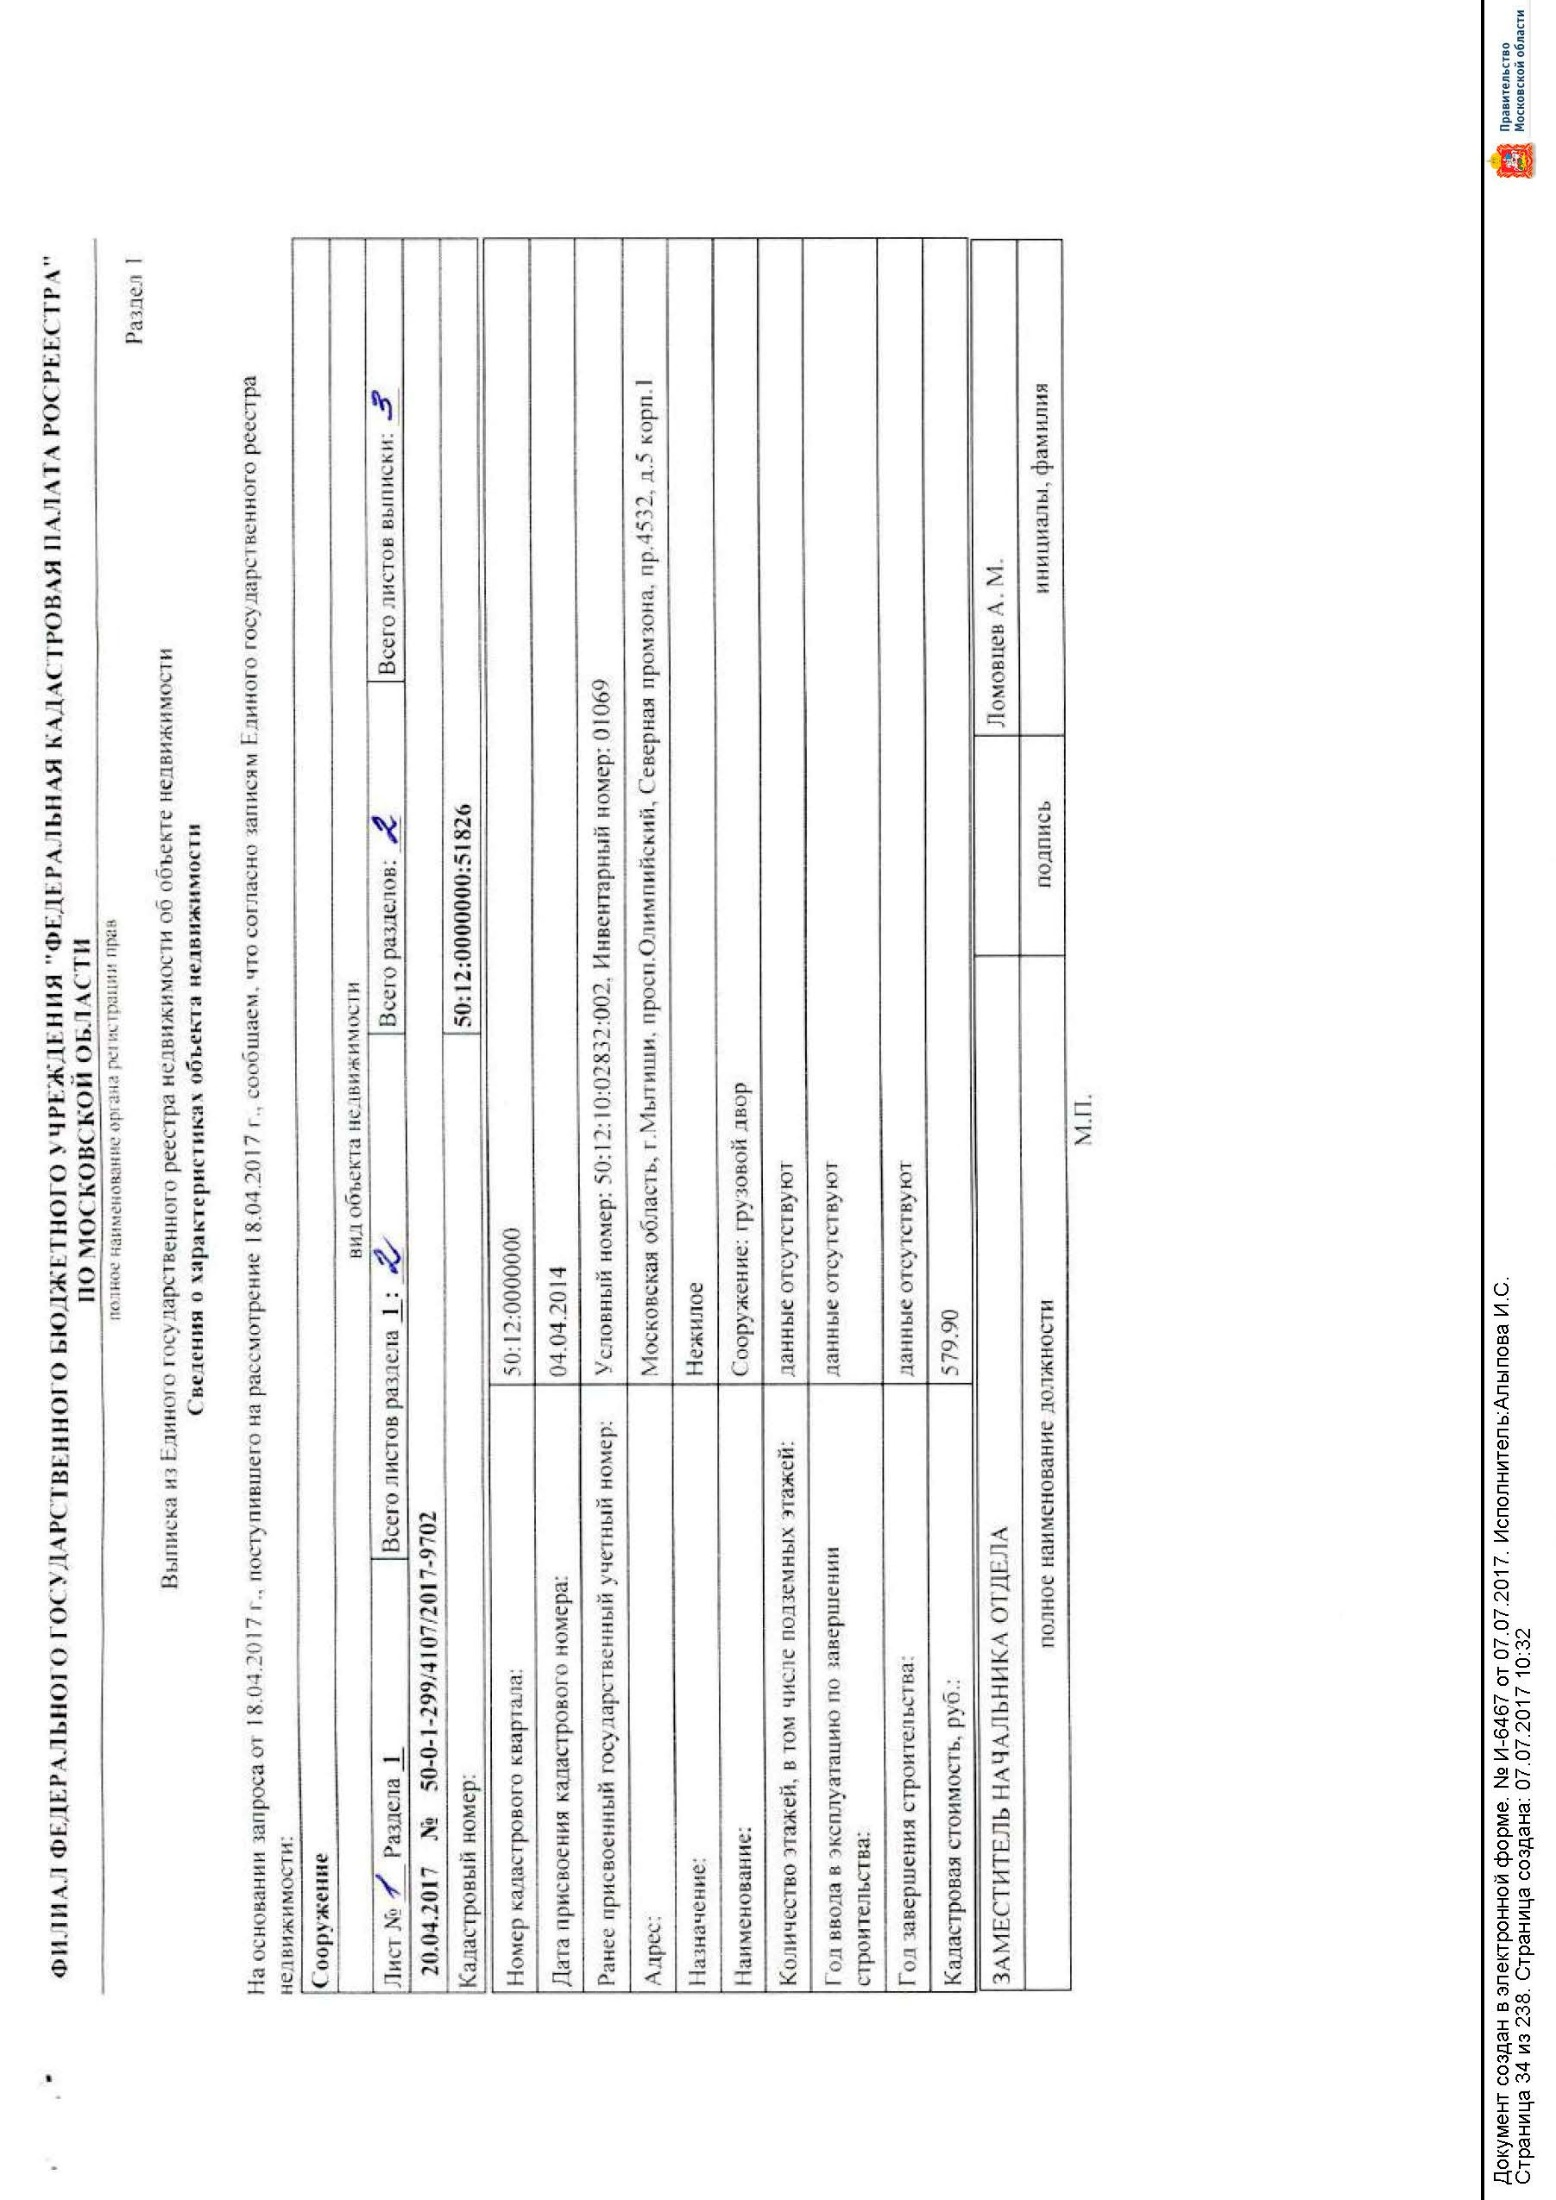 ФИЛИАЛ ФЕДЕРАЛЬНОГО ГОСУДАРСТВЕННОГО БЮДЖЕТНОГО УЧРЕЖДЕНИЯ "ФЕДЕРАЛЬНАЯ КАДАСТРОВАЯ ПАЛАТА РОСРЕЕСТРА"
ПО МОСКОВСКОЙ ОБЛАСТИ
полное наименование органа регистрации прав
Раздел 1
Выписка из Единого государственного реестра недвижимости об объекте недвижимости
Сведения о характеристиках объекта недвижимости
На основании запроса от 18.04.2017 г., поступившего на рассмотрение 18.04.2017 г., сообщаем, что согласно записям Единого государственного реестра
недвижимости:
Сооружение
вид объекта недвижимости
Лист № 1 Раздела 1 Всего листов раздела 1: 2 Всего разделов: 2 Всего листов выписки: 3
20.04.2017 № 50-0-1-299/4107/2017-9702
Кадастровый номер: 50:12:0000000:51826
Номер кадастрового квартала: 50:12:0000000
Дата присвоения кадастрового номера: 04.04.2014
Ранее присвоенный государственный учетный номер: Условный номер: 50:12:10:02832:002, Инвентарный номер: 01069
Адрес: Московская область, г.Мытищи, просп.Олимпийский, Северная промзона, пр.4532, д.5 корп.1
Назначение: Нежилое
Наименование: Сооружение: грузовой двор
Количество этажей, в том числе подземных этажей: данные отсутствуют
Год ввода в эксплуатацию по завершении данные отсутствуют
строительства:
Год завершения строительства: данные отсутствуют
Кадастровая стоимость, руб.: 579.90
ЗАМЕСТИТЕЛЬ НАЧАЛЬНИКА ОТДЕЛА Ломовцев А. М.
полное наименование должности подпись инициалы, фамилия
М.П.
Документ создан в электронной форме. № И-6467 от 07.07.2017. Исполнитель:Алыпова И.С.
Страница 34 из 238. Страница создана: 07.07.2017 10:32
Правительство
Московской области